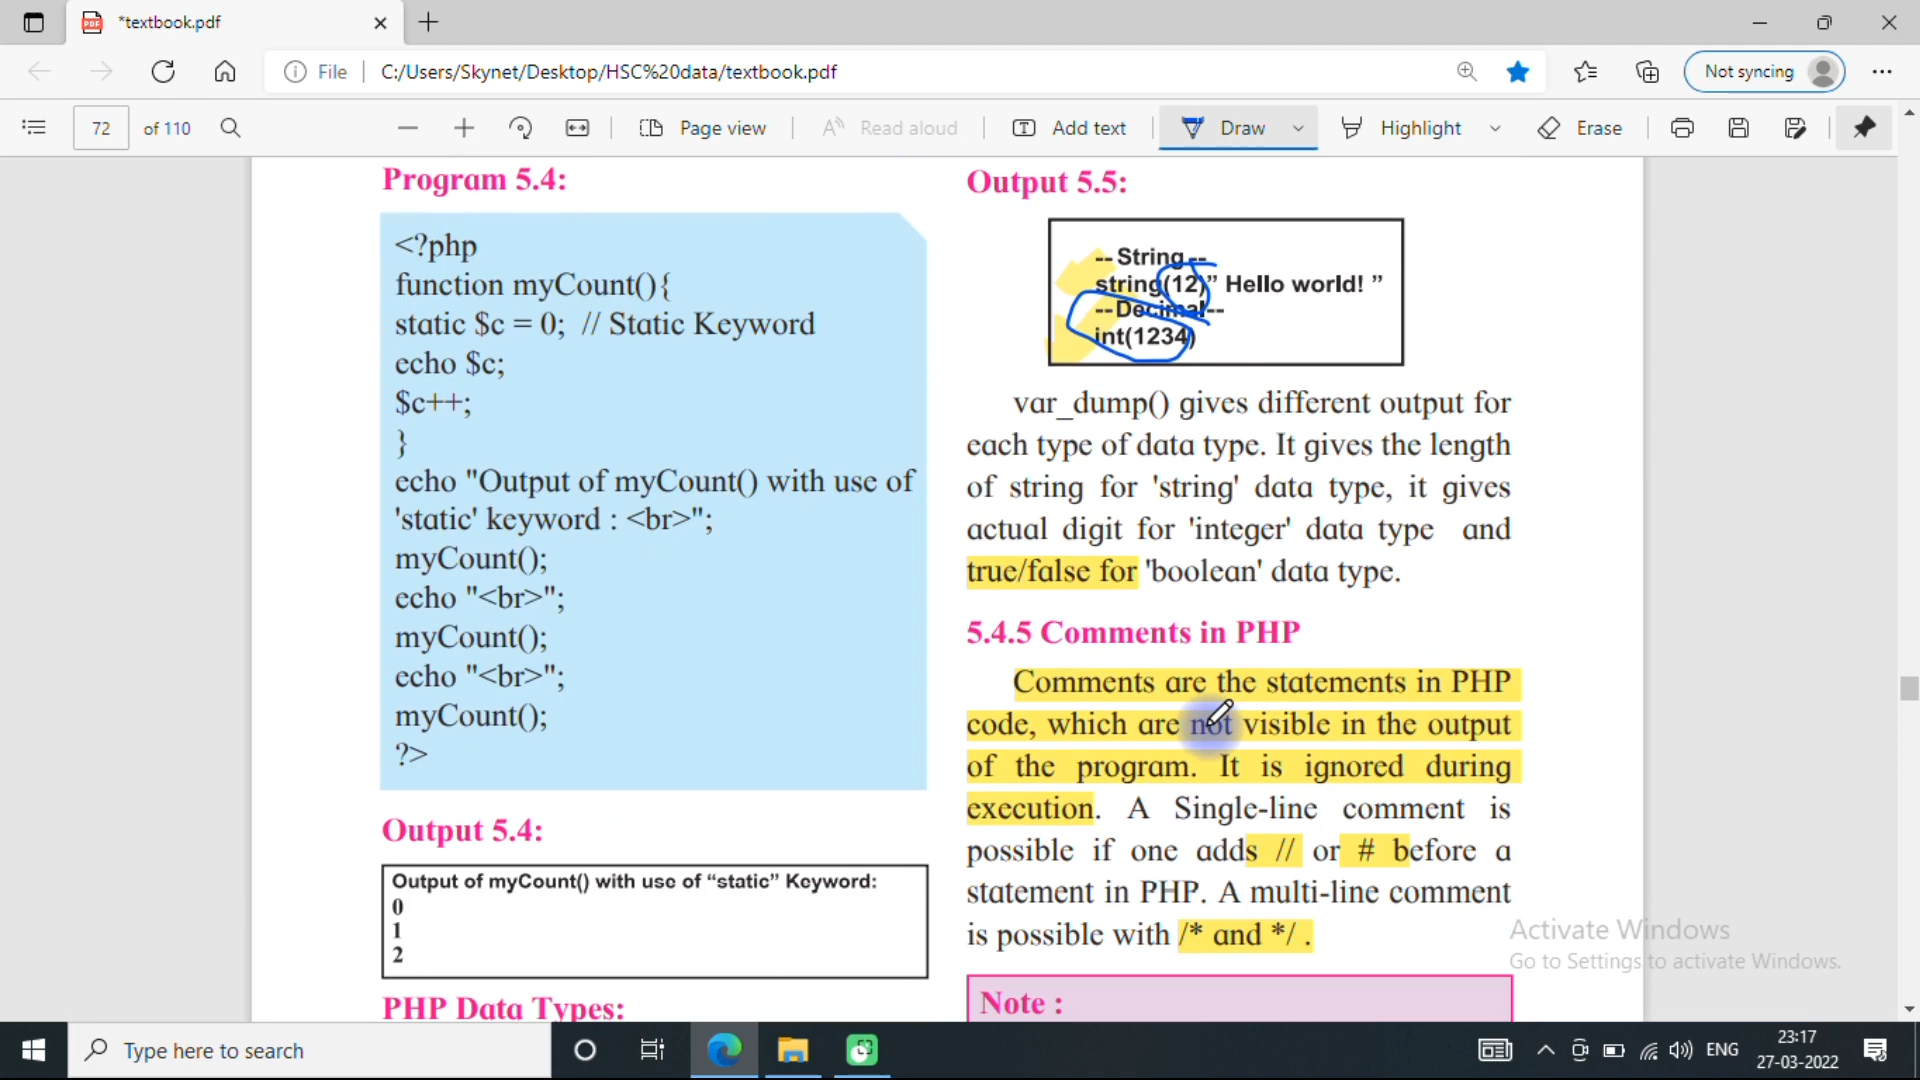 *textbook.pdf
File
C:/Users/Skynet/Desktop/HSC%20data/textbook.pdf
Not syncing
72 of 110
Page view
Read aloud
Add text
Draw
Highlight
Erase
Program 5.4:
<?php
function myCount(){
static $c = 0; // Static Keyword
echo $c;
$c++;
}
echo "Output of myCount() with use of
'static' keyword : <br>";
myCount();
echo "<br>";
myCount();
echo "<br>";
myCount();
?>
Output 5.4:
Output of myCount() with use of “static” Keyword:
0
1
2
PHP Data Types:
Output 5.5:
-- String --
string(12)” Hello world! ”
--Decimal--
int(1234)
var_dump() gives different output for
each type of data type. It gives the length
of string for 'string' data type, it gives
actual digit for 'integer' data type and
true/false for 'boolean' data type.
5.4.5 Comments in PHP
Comments are the statements in PHP
code, which are not visible in the output
of the program. It is ignored during
execution. A Single-line comment is
possible if one adds // or # before a
statement in PHP. A multi-line comment
is possible with /* and */ .
Note :
Activate Windows
Go to Settings to activate Windows.
Type here to search
ENG
23:17
27-03-2022